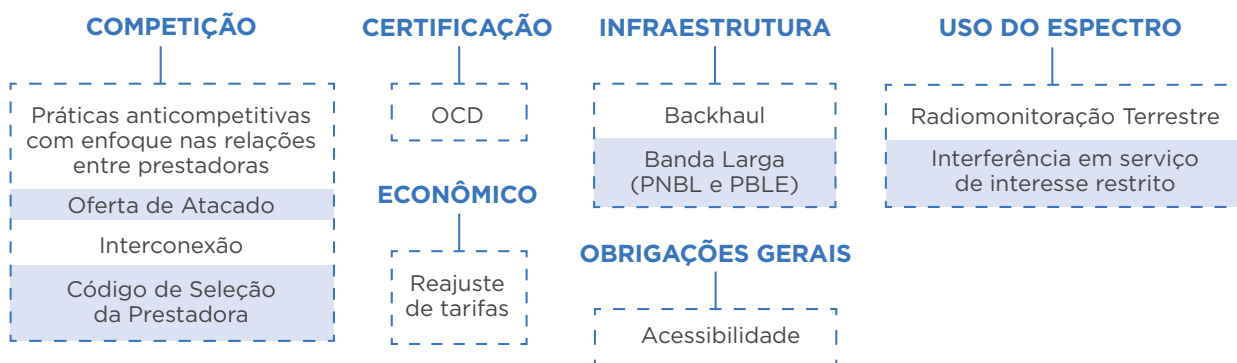 COMPETIÇÃO
Práticas anticompetitivas
com enfoque nas relações
entre prestadoras
Oferta de Atacado
Interconexão
Código de Seleção
da Prestadora
CERTIFICAÇÃO
OCD
ECONÔMICO
Reajuste
de tarifas
INFRAESTRUTURA
Backhaul
Banda Larga
(PNBL e PBLE)
OBRIGAÇÕES GERAIS
Acessibilidade
USO DO ESPECTRO
Radiomonitoração Terrestre
Interferência em serviço
de interesse restrito